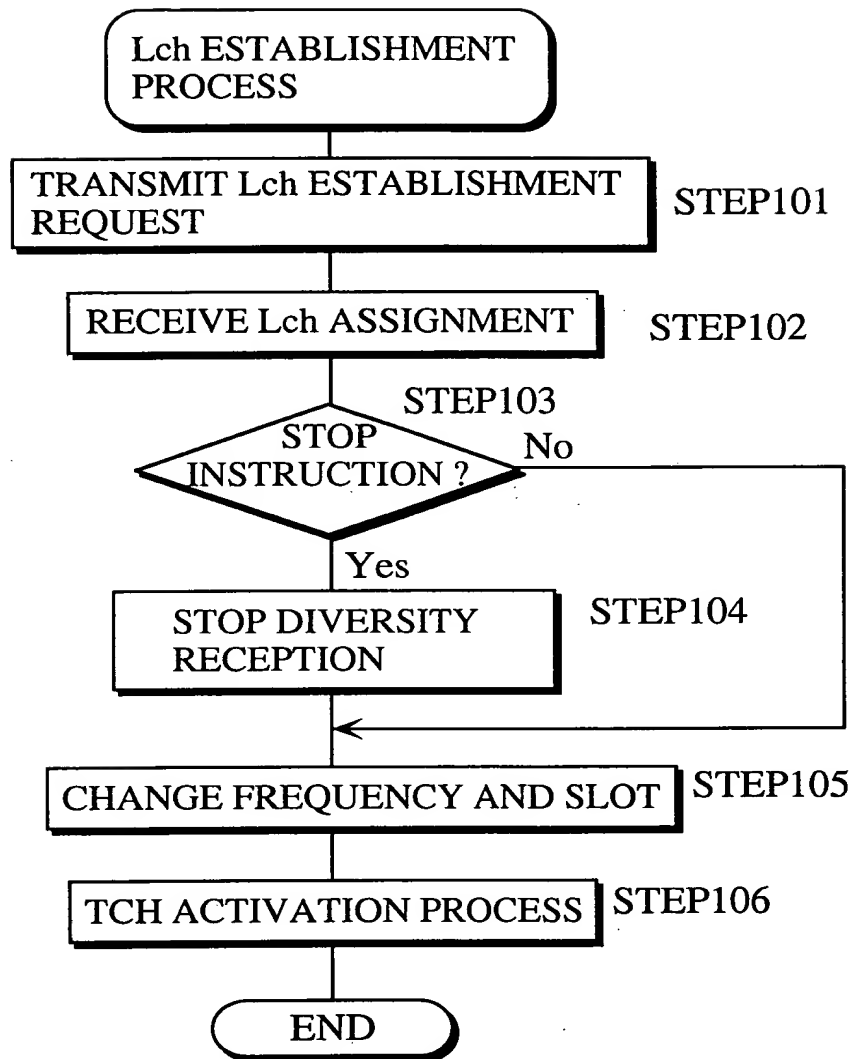 Lch ESTABLISHMENT
PROCESS
TRANSMIT Lch ESTABLISHMENT
REQUEST
STEP101
RECEIVE Lch ASSIGNMENT
STEP102
STEP103
STOP
INSTRUCTION ?
No
Yes
STOP DIVERSITY
RECEPTION
STEP104
CHANGE FREQUENCY AND SLOT
STEP105
TCH ACTIVATION PROCESS
STEP106
END